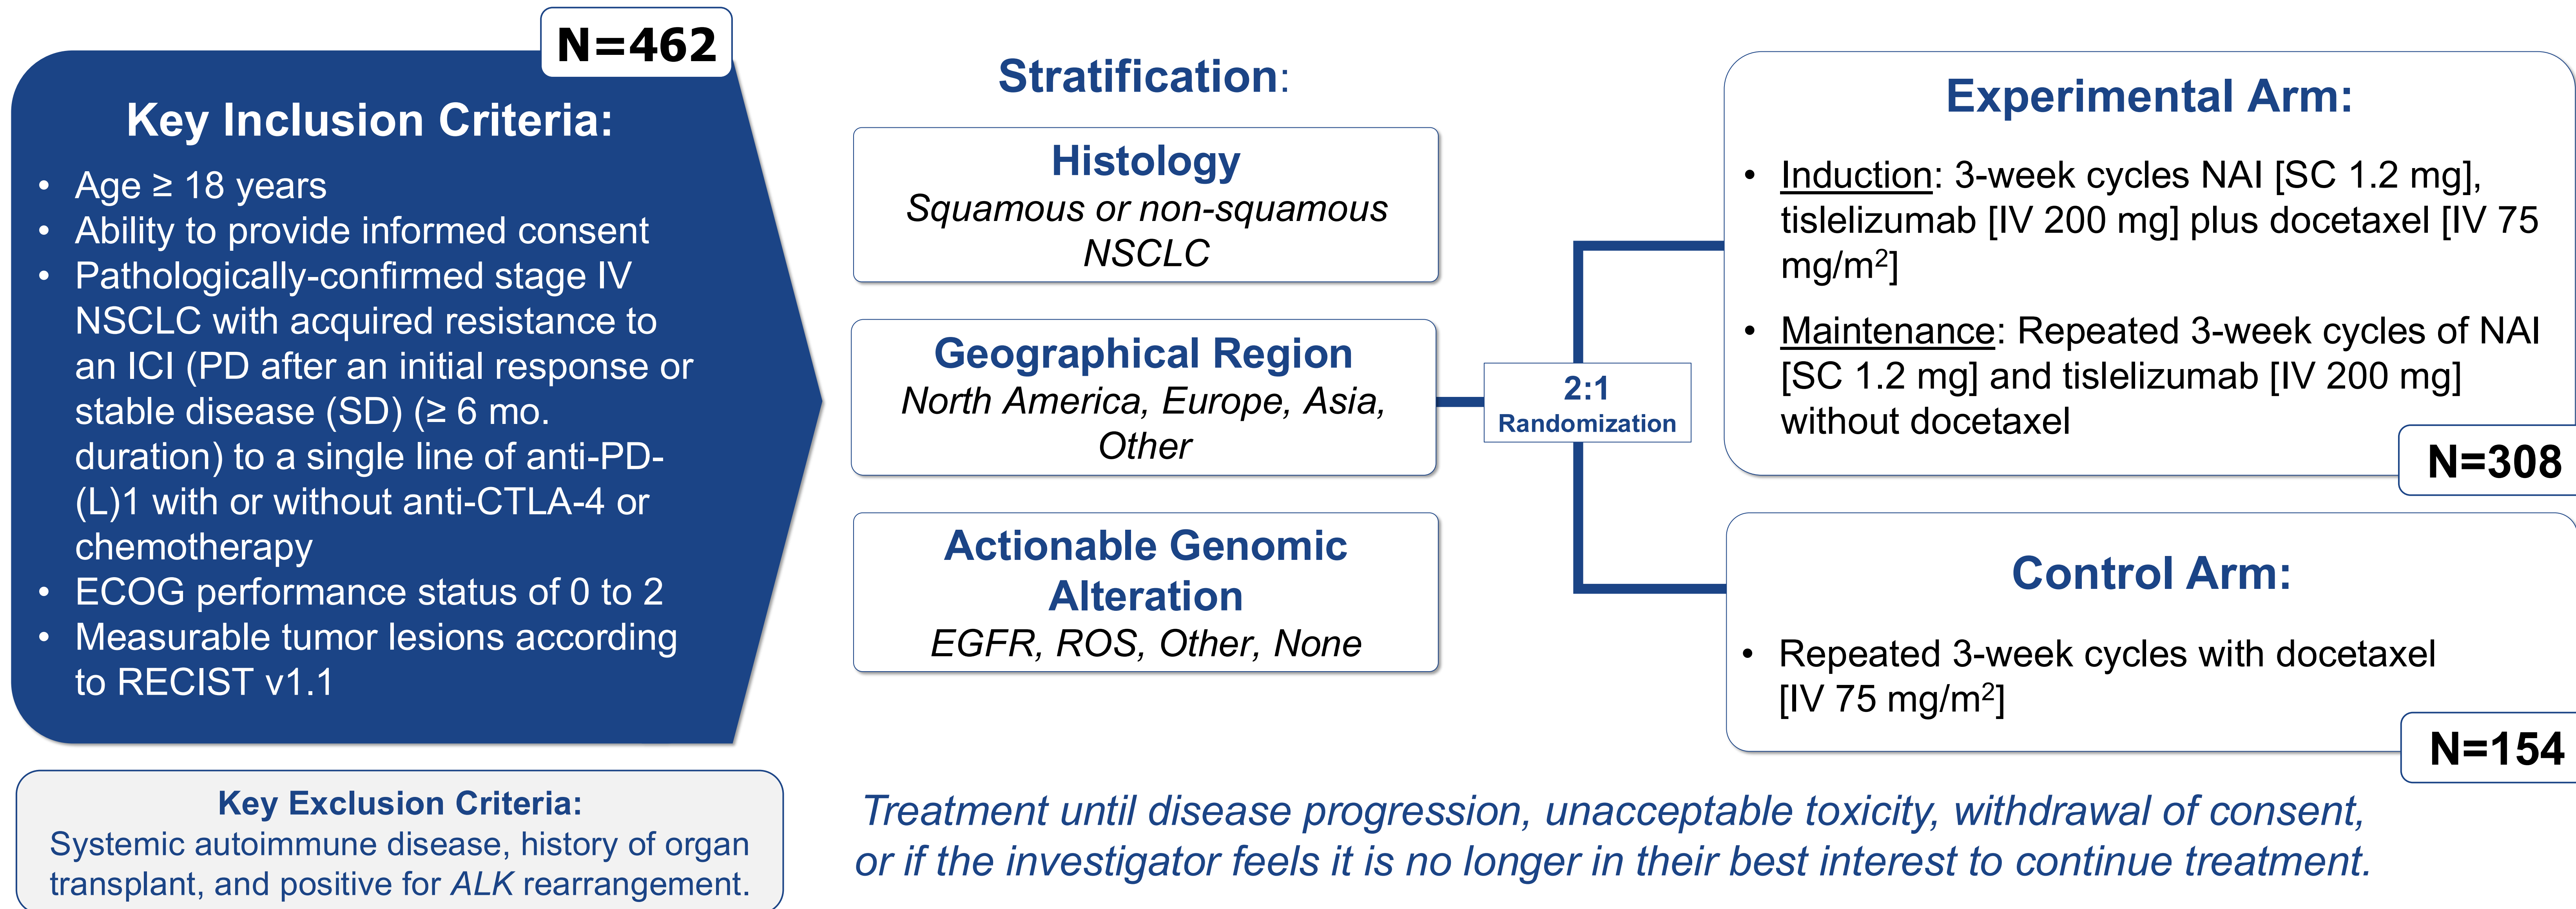 N=462
Key Inclusion Criteria:
• Age ≥ 18 years
• Ability to provide informed consent
• Pathologically-confirmed stage IV
NSCLC with acquired resistance to
an ICI (PD after an initial response or
stable disease (SD) (≥ 6 mo.
duration) to a single line of anti-PD-
(L)1 with or without anti-CTLA-4 or
chemotherapy
• ECOG performance status of 0 to 2
• Measurable tumor lesions according
to RECIST v1.1
Key Exclusion Criteria:
Systemic autoimmune disease, history of organ
transplant, and positive for ALK rearrangement.
Stratification:
Histology
Squamous or non-squamous
NSCLC
Geographical Region
North America, Europe, Asia,
Other
Actionable Genomic
Alteration
EGFR, ROS, Other, None
2:1
Randomization
Experimental Arm:
• Induction: 3-week cycles NAI [SC 1.2 mg],
tislelizumab [IV 200 mg] plus docetaxel [IV 75
mg/m²]
• Maintenance: Repeated 3-week cycles of NAI
[SC 1.2 mg] and tislelizumab [IV 200 mg]
without docetaxel
N=308
Control Arm:
• Repeated 3-week cycles with docetaxel
[IV 75 mg/m²]
N=154
Treatment until disease progression, unacceptable toxicity, withdrawal of consent,
or if the investigator feels it is no longer in their best interest to continue treatment.